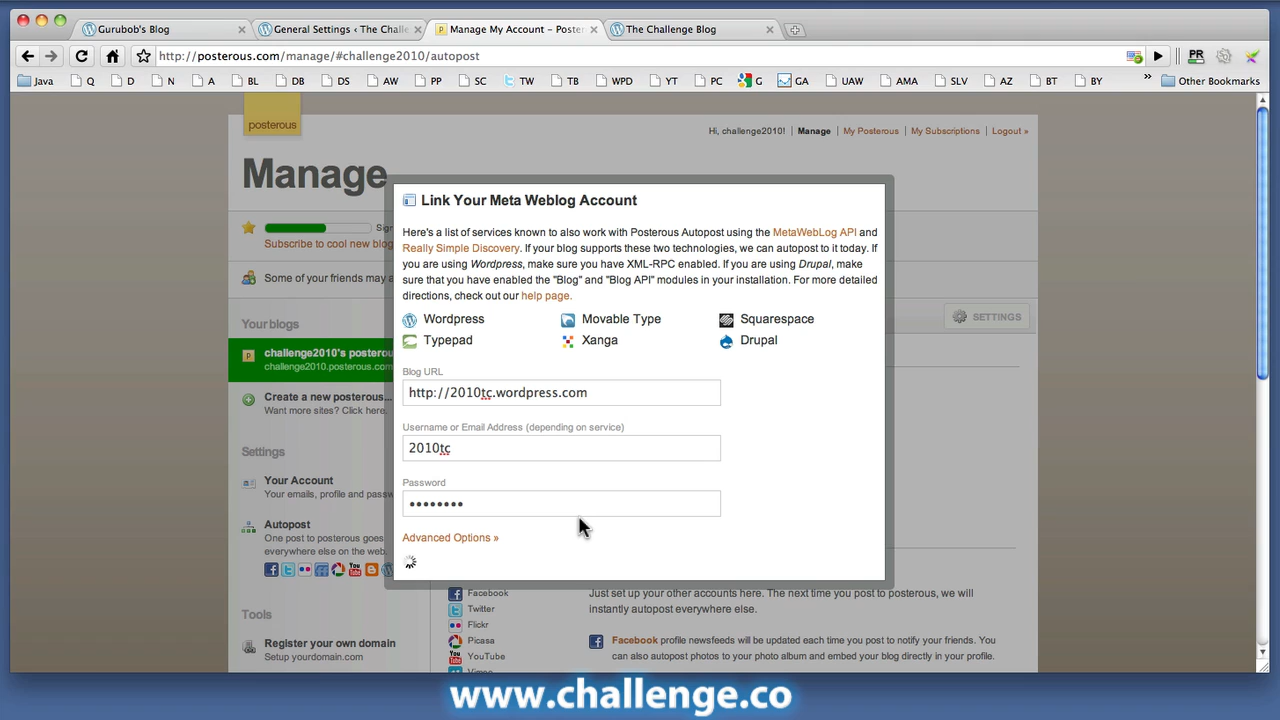 Gurubob's Blog
General Settings ‹ The Challe
Manage My Account – Poster
The Challenge Blog
http://posterous.com/manage/#challenge2010/autopost
PR
Java Q D N A BL DB DS AW PP SC TW TB WPD YT PC G GA UAW AMA SLV AZ BT BY » Other Bookmarks
posterous
Hi, challenge2010! Manage My Posterous My Subscriptions Logout »
Manage
Subscribe to cool new blog
Some of your friends may a
Your blogs
SETTINGS
challenge2010's posterou
challenge2010.posterous.com
Create a new posterous...
Want more sites? Click here.
Settings
Your Account
Your emails, profile and passw
Autopost
One post to posterous goes
everywhere else on the web.
Tools
Register your own domain
Setup yourdomain.com
Link Your Meta Weblog Account
Here's a list of services known to also work with Posterous Autopost using the MetaWebLog API and
Really Simple Discovery. If your blog supports these two technologies, we can autopost to it today. If
you are using Wordpress, make sure you have XML-RPC enabled. If you are using Drupal, make
sure that you have enabled the "Blog" and "Blog API" modules in your installation. For more detailed
directions, check out our help page.
Wordpress Movable Type Squarespace
Typepad Xanga Drupal
Blog URL
http://2010tc.wordpress.com
Username or Email Address (depending on service)
2010tc
Password
••••••••
Advanced Options »
Facebook
Twitter
Flickr
Picasa
YouTube
Vimeo
Just set up your other accounts here. The next time you post to posterous, we will
instantly autopost everywhere else.
Facebook profile newsfeeds will be updated each time you post to notify your friends. You
can also autopost photos to your photo album and embed your blog directly in your profile.
www.challenge.co